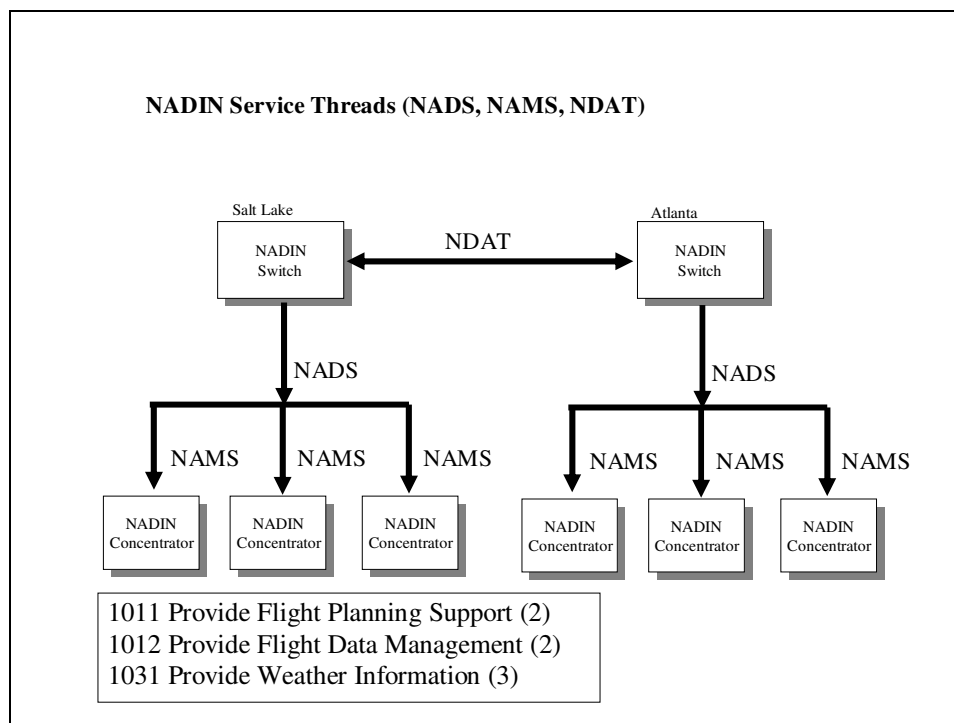 NADIN Service Threads (NADS, NAMS, NDAT)
Salt Lake
Atlanta
NADIN
Switch
NDAT
NADIN
Switch
NADS
NADS
NAMS
NAMS
NAMS
NAMS
NAMS
NAMS
NADIN
Concentrator
NADIN
Concentrator
NADIN
Concentrator
NADIN
Concentrator
NADIN
Concentrator
NADIN
Concentrator
1011 Provide Flight Planning Support (2)
1012 Provide Flight Data Management (2)
1031 Provide Weather Information (3)